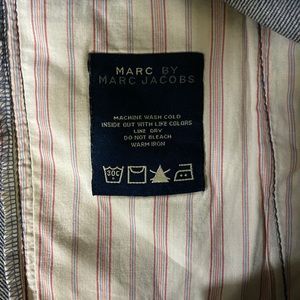 MARC BY
MARC JACOBS
MACHINE WASH COLD
INSIDE OUT WITH LIKE COLORS
LINE DRY
DO NOT BLEACH
WARM IRON
30C